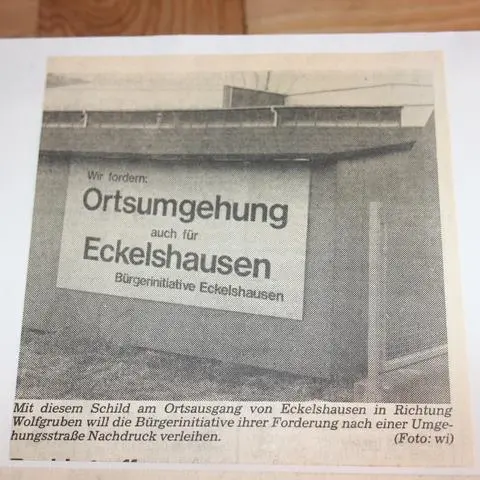 Wir fordern:
Ortsumgehung
auch für
Eckelshausen
Bürgerinitiative Eckelshausen
Mit diesem Schild am Ortsausgang von Eckelshausen in Richtung
Wolfgruben will die Bürgerinitiative ihrer Forderung nach einer Umge-
hungsstraße Nachdruck verleihen. (Foto: wi)